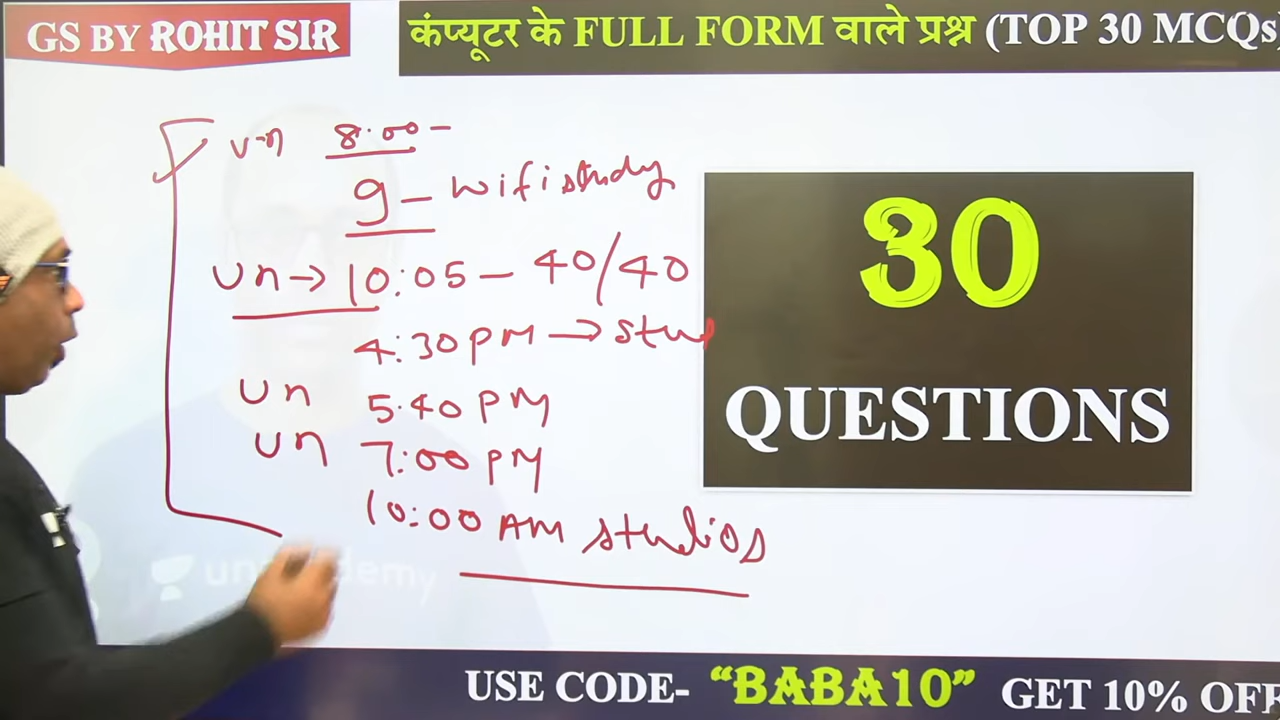 GS BY ROHIT SIR
कंप्यूटर के FULL FORM वाले प्रश्न (TOP 30 MCQs)
un 8:00 –
9 – wifistudy
un → 10:05 – 40/40
4:30 PM → stud
un 5:40 PM
un 7:00 PM
10:00 AM studios
30
QUESTIONS
unacademy
USE CODE- “BABA10” GET 10% OFF